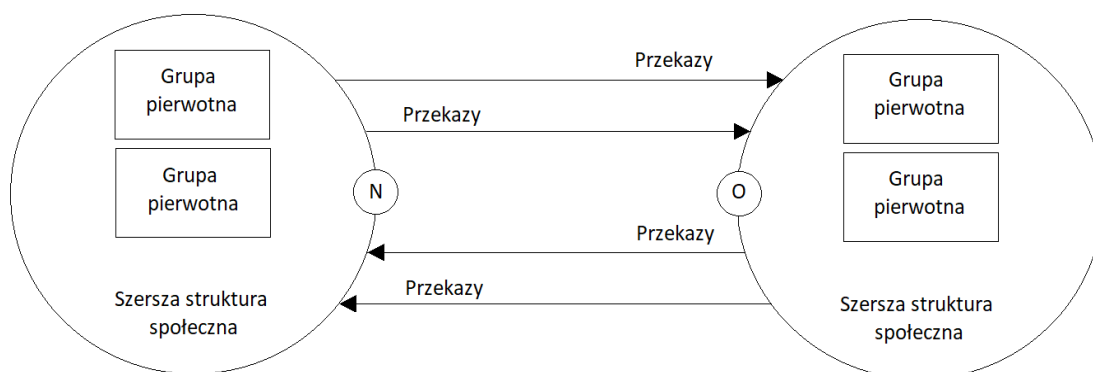 Grupa
pierwotna
Grupa
pierwotna
N
Szersza struktura
społeczna
Przekazy
Przekazy
Przekazy
Przekazy
Grupa
pierwotna
Grupa
pierwotna
O
Szersza struktura
społeczna